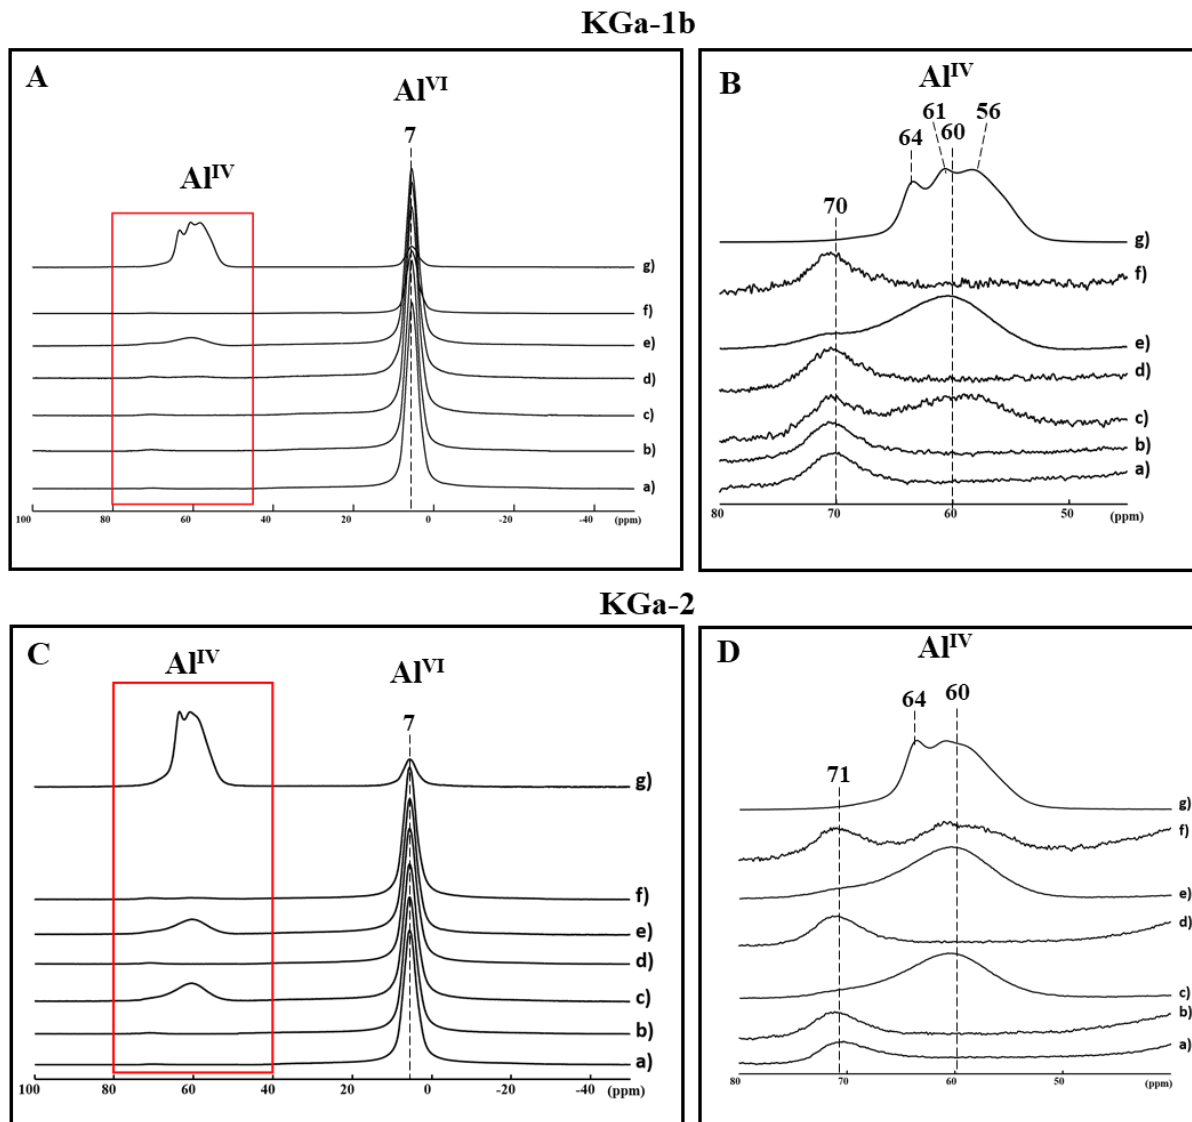 KGa-1b
A
Al^VI
7
Al^IV
g)
f)
e)
d)
c)
b)
a)
100 80 60 40 20 0 -20 -40 (ppm)
B
Al^IV
61 60 56
64
70
g)
f)
e)
d)
c)
b)
a)
80 70 60 50 (ppm)
KGa-2
C
Al^IV
Al^VI
7
g)
f)
e)
d)
c)
b)
a)
100 80 60 40 20 0 -20 -40 (ppm)
D
Al^IV
64 60
71
g)
f)
e)
d)
c)
b)
a)
80 70 60 50 (ppm)